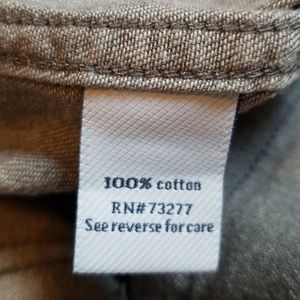 100% cotton
RN# 73277
See reverse for care